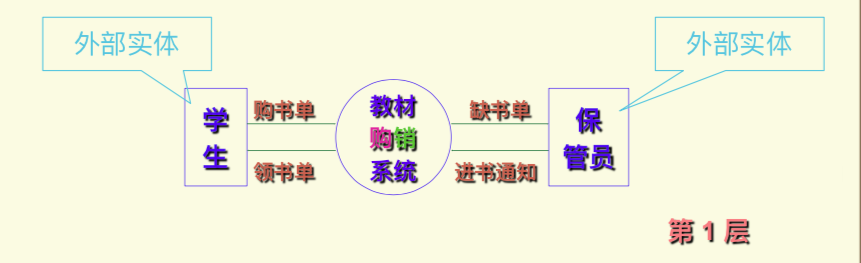 外部实体
外部实体
学
生
购书单
领书单
教材
购销
系统
缺书单
进书通知
保
管员
第 1 层